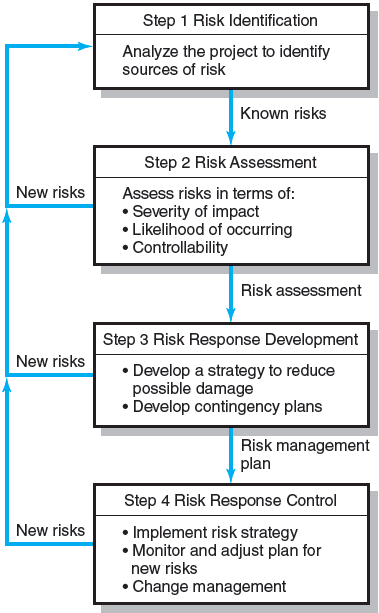 Step 1 Risk Identification
Analyze the project to identify
sources of risk
Known risks
Step 2 Risk Assessment
New risks
Assess risks in terms of:
• Severity of impact
• Likelihood of occurring
• Controllability
Risk assessment
Step 3 Risk Response Development
New risks
• Develop a strategy to reduce
possible damage
• Develop contingency plans
Risk management
plan
Step 4 Risk Response Control
New risks
• Implement risk strategy
• Monitor and adjust plan for
new risks
• Change management